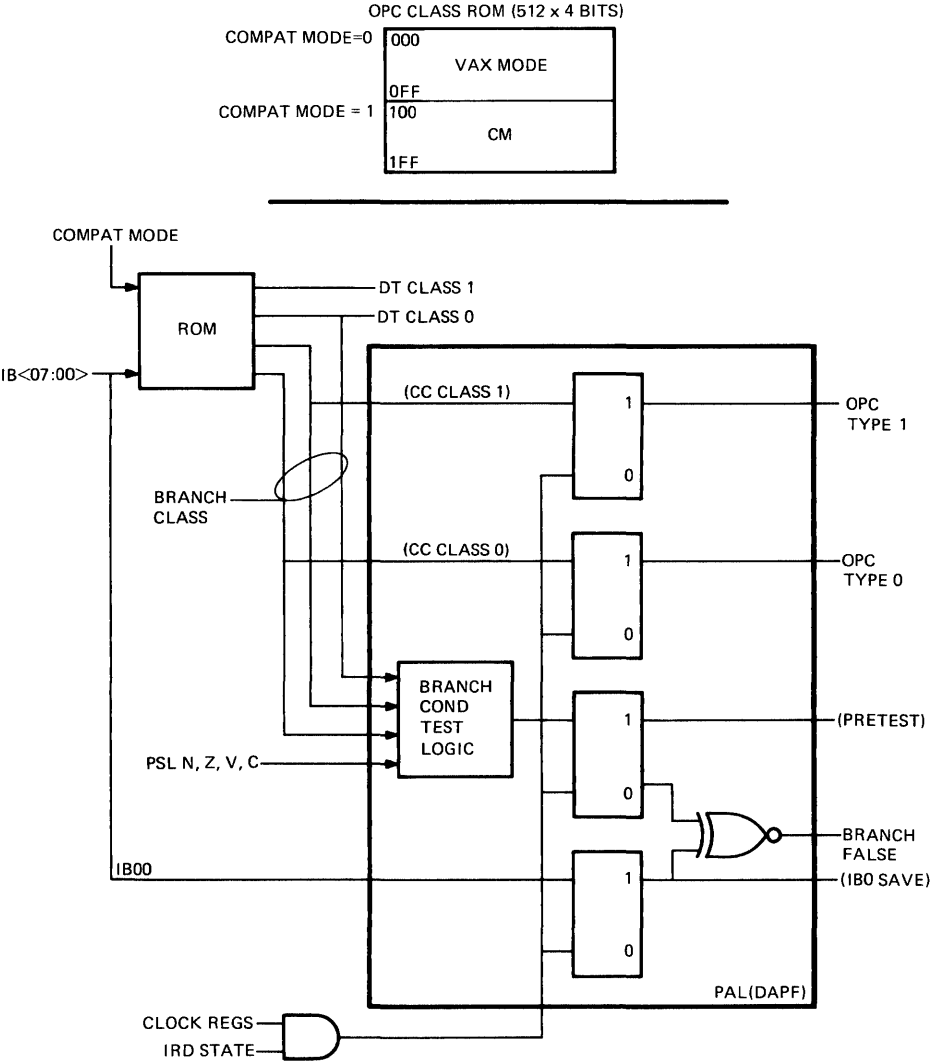 OPC CLASS ROM (512 x 4 BITS)
COMPAT MODE=0
000
VAX MODE
0FF
COMPAT MODE = 1
100
CM
1FF
COMPAT MODE
ROM
DT CLASS 1
DT CLASS 0
IB<07:00>
(CC CLASS 1)
1
OPC
TYPE 1
0
BRANCH
CLASS
(CC CLASS 0)
1
OPC
TYPE 0
0
BRANCH
COND
TEST
LOGIC
1
(PRETEST)
PSL N, Z, V, C
0
BRANCH
FALSE
IB00
1
(IB0 SAVE)
0
PAL(DAPF)
CLOCK REGS
IRD STATE